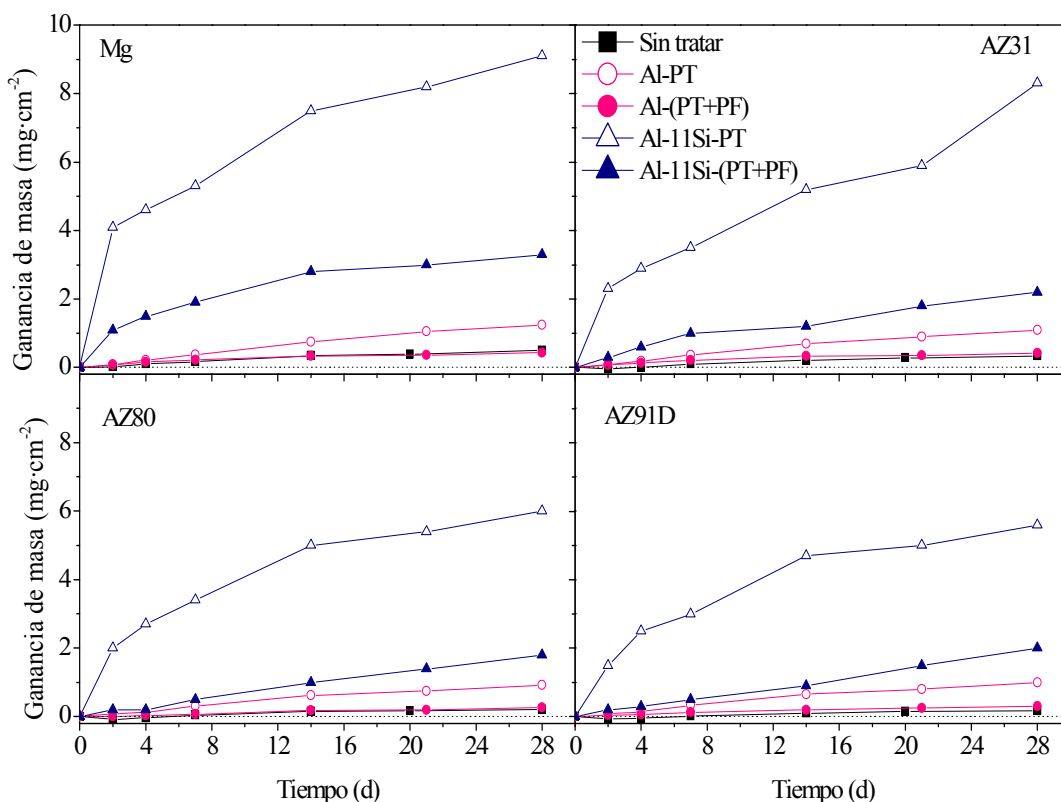 Mg
AZ31
Sin tratar
Al-PT
Al-(PT+PF)
Al-11Si-PT
Al-11Si-(PT+PF)
Ganancia de masa (mg·cm⁻²)
10
8
6
4
2
0
AZ80
AZ91D
Ganancia de masa (mg·cm⁻²)
8
6
4
2
0
0 4 8 12 16 20 24 28
0 4 8 12 16 20 24 28
Tiempo (d)
Tiempo (d)